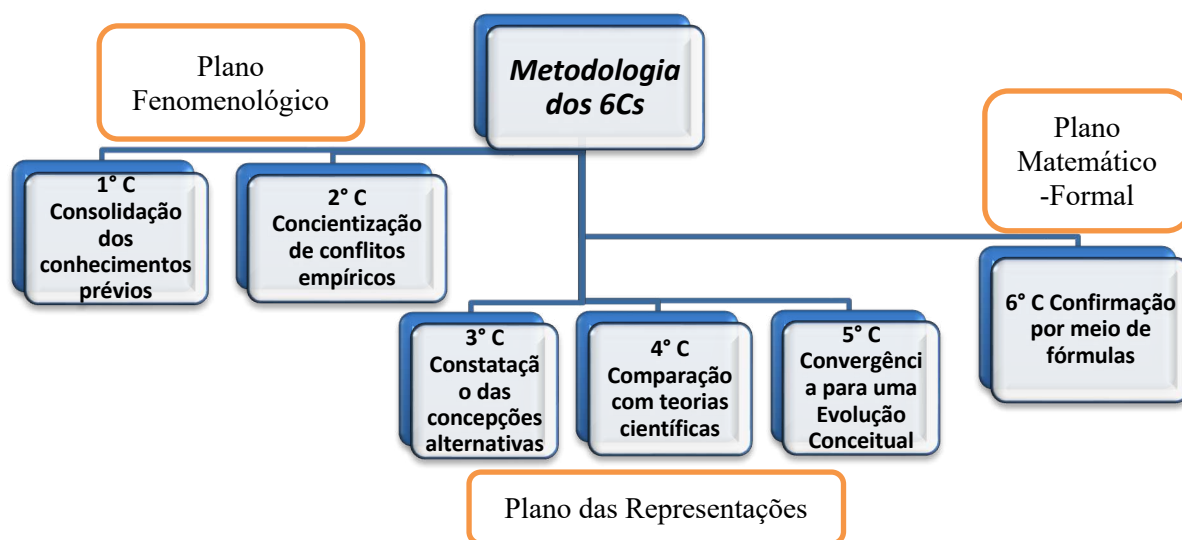 Plano
Fenomenológico
Metodologia
dos 6Cs
Plano
Matemático
-Formal
1° C
Consolidação
dos
conhecimentos
prévios
2° C
Concientização
de conflitos
empíricos
3° C
Constataçã
o das
concepções
alternativas
4° C
Comparação
com teorias
científicas
5° C
Convergênci
a para uma
Evolução
Conceitual
6° C Confirmação
por meio de
fórmulas
Plano das Representações